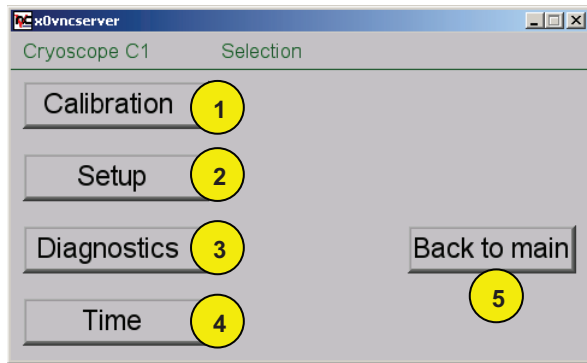 x0vncserver
Cryoscope C1 Selection
Calibration 1
Setup 2
Diagnostics 3
Back to main
5
Time 4